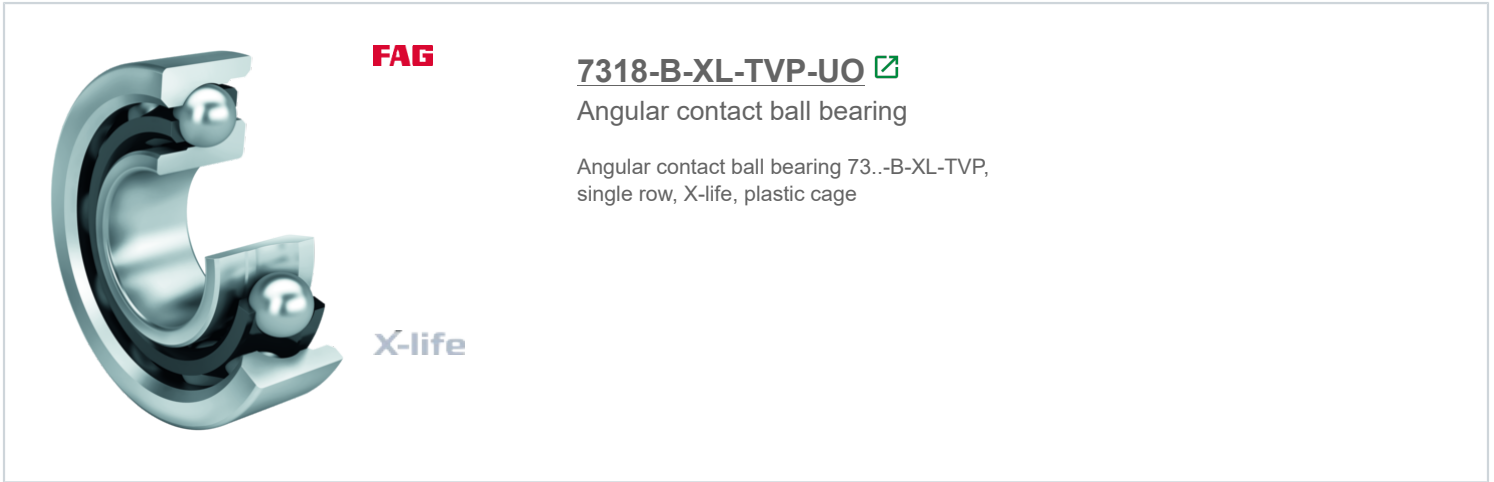 FAG
7318-B-XL-TVP-UO
Angular contact ball bearing
Angular contact ball bearing 73..-B-XL-TVP,
single row, X-life, plastic cage
X-life